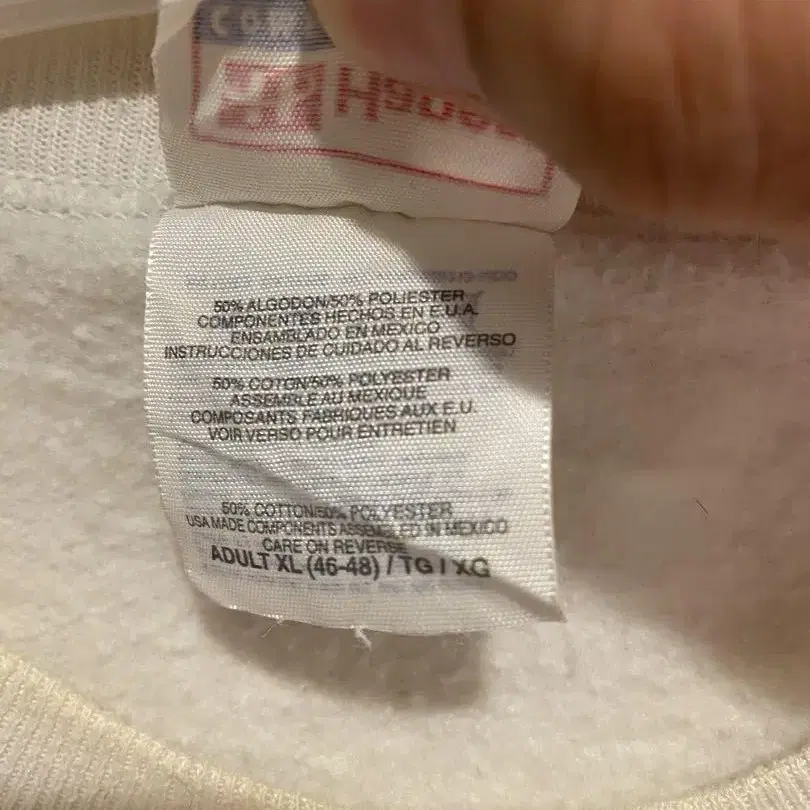 Hanes
50% ALGODON/50% POLIESTER
COMPONENTES HECHOS EN E.U.A.
ENSAMBLADO EN MEXICO
INSTRUCCIONES DE CUIDADO AL REVERSO
50% COTON/50% POLYESTER
ASSEMBLE AU MEXIQUE
COMPOSANTS FABRIQUES AUX E.U.
VOIR VERSO POUR ENTRETIEN
50% COTTON/50% POLYESTER
USA MADE COMPONENTS ASSEMBLED IN MEXICO
CARE ON REVERSE
ADULT XL (46-48) / TG / XG